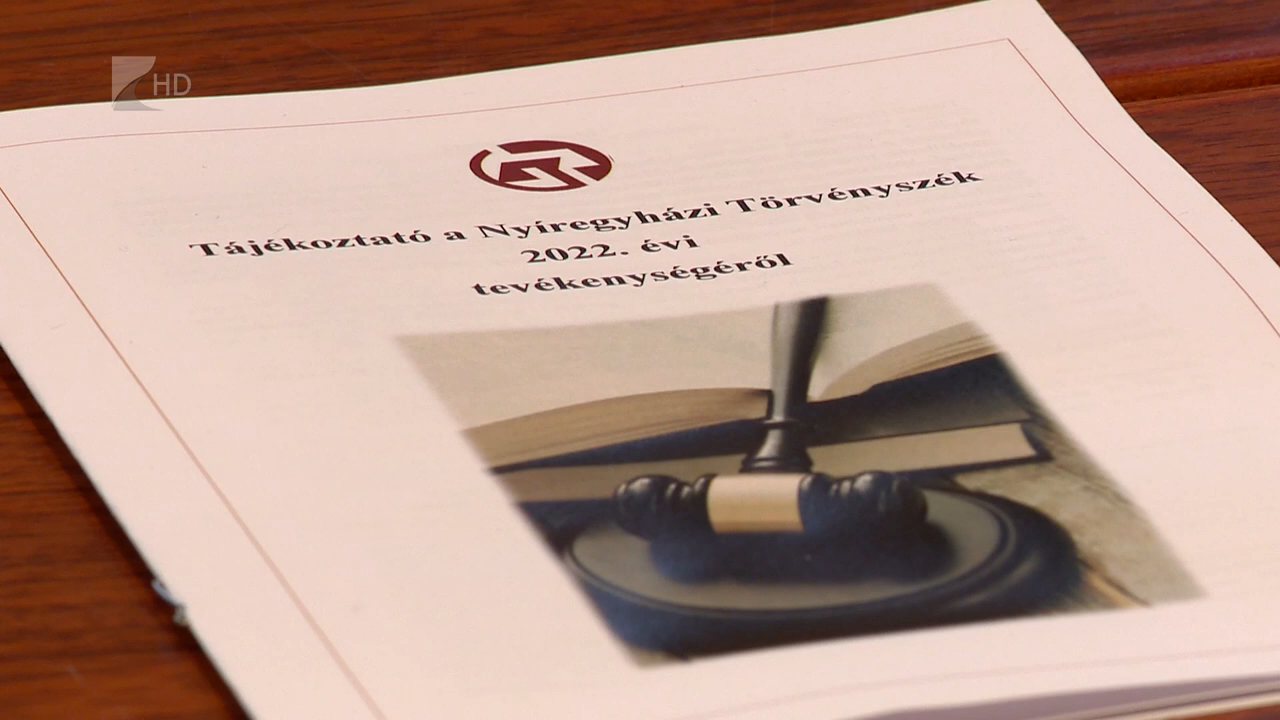 HD
Tájékoztató a Nyíregyházi Törvényszék
2022. évi
tevékenységéről